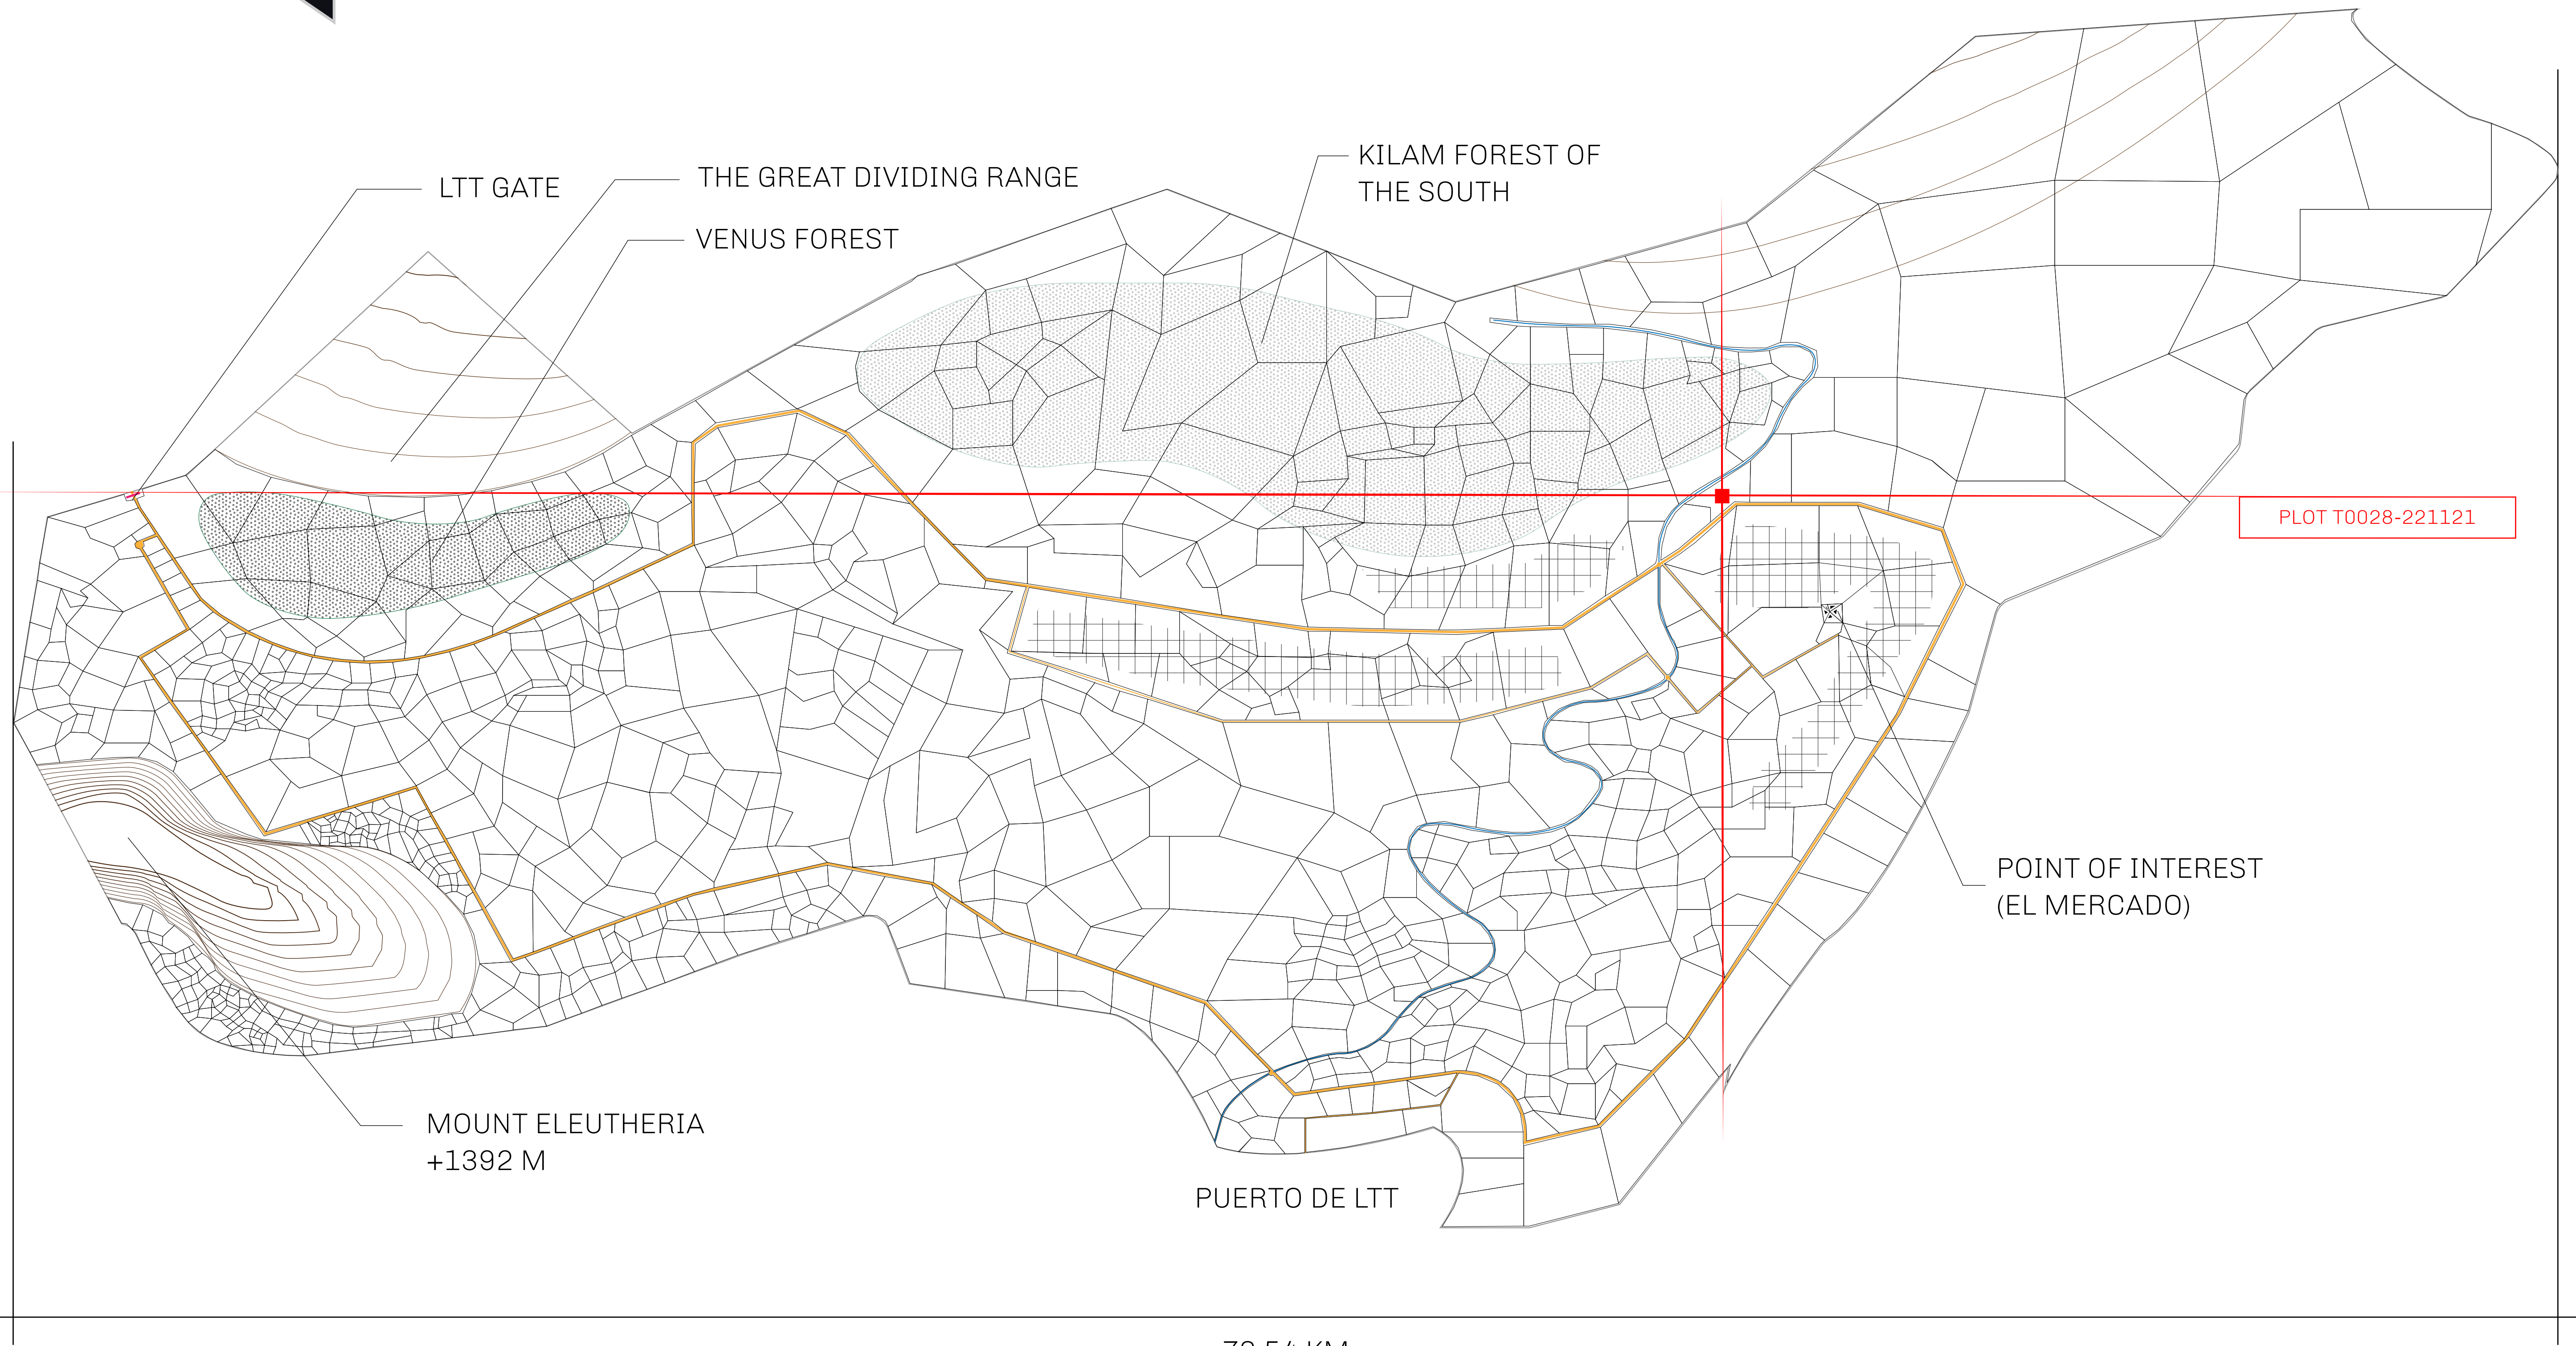 KILAM FOREST OF
THE SOUTH
LTT GATE
THE GREAT DIVIDING RANGE
VENUS FOREST
PLOT T0028-221121
POINT OF INTEREST
(EL MERCADO)
MOUNT ELEUTHERIA
+1392 M
PUERTO DE LTT
KM